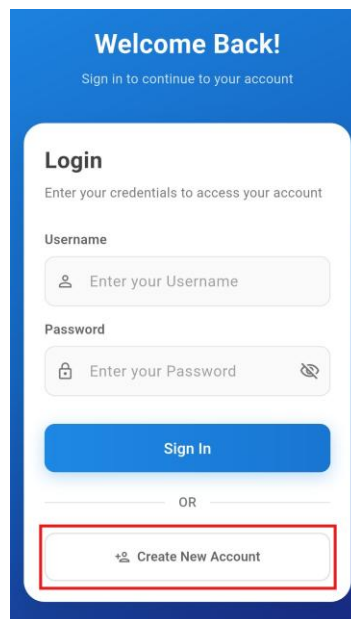 Welcome Back!
Sign in to continue to your account
Login
Enter your credentials to access your account
Username
Enter your Username
Password
Enter your Password
Sign In
OR
Create New Account